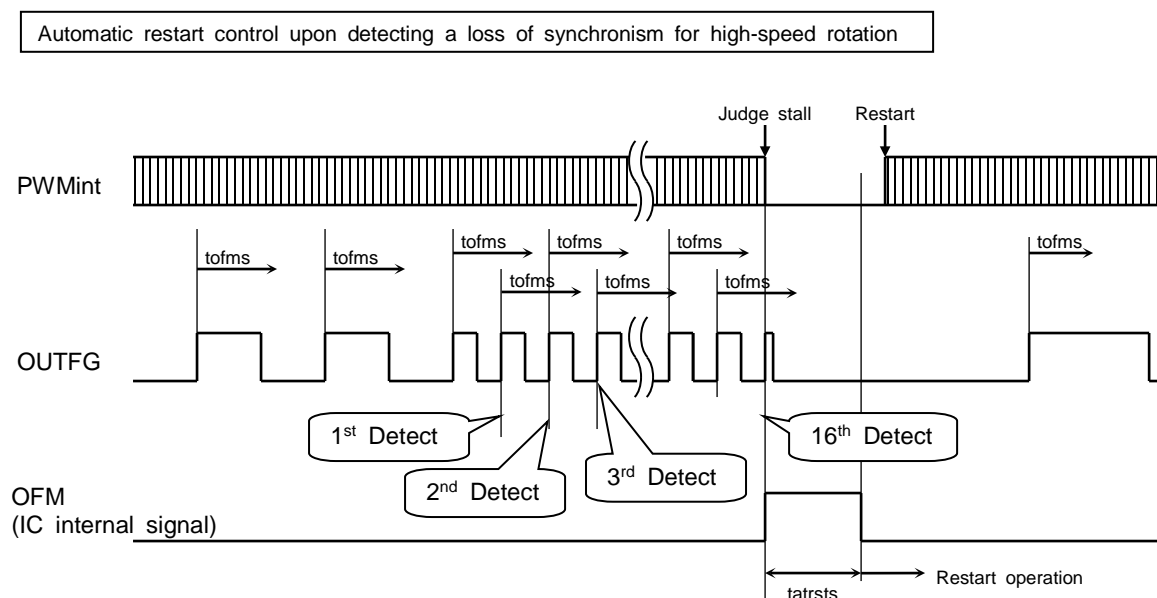 Automatic restart control upon detecting a loss of synchronism for high-speed rotation
Judge stall
Restart
PWMint
tofms
tofms
tofms
tofms
tofms
tofms
tofms
tofms
tofms
OUTFG
1st Detect
2nd Detect
3rd Detect
16th Detect
OFM
(IC internal signal)
tatrsts
Restart operation